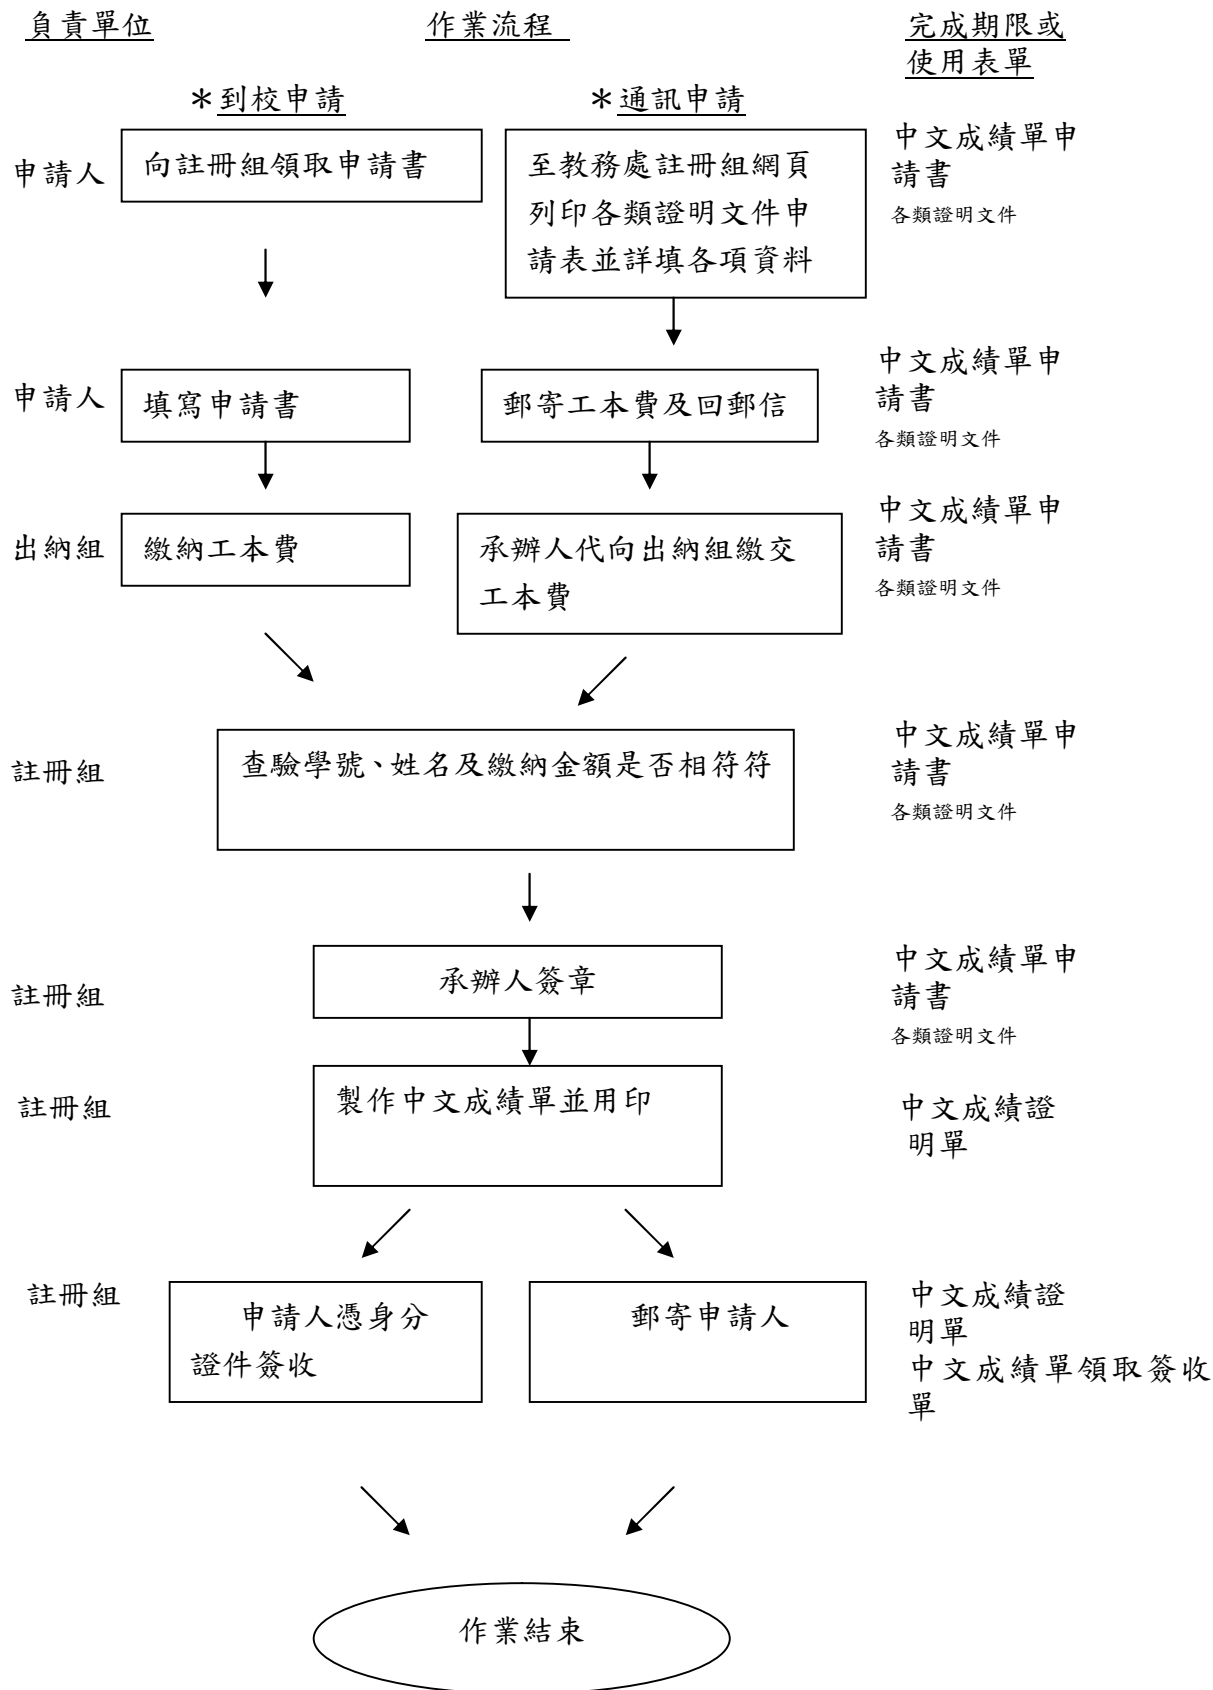 負責單位
作業流程
完成期限或
使用表單
＊到校申請
＊通訊申請
申請人
向註冊組領取申請書
至教務處註冊組網頁
列印各類證明文件申
請表並詳填各項資料
中文成績單申
請書
各類證明文件
申請人
填寫申請書
郵寄工本費及回郵信
中文成績單申
請書
各類證明文件
出納組
繳納工本費
承辦人代向出納組繳交
工本費
中文成績單申
請書
各類證明文件
註冊組
查驗學號、姓名及繳納金額是否相符符
中文成績單申
請書
各類證明文件
註冊組
承辦人簽章
中文成績單申
請書
各類證明文件
註冊組
製作中文成績單並用印
中文成績證
明單
註冊組
申請人憑身分
證件簽收
郵寄申請人
中文成績證
明單
中文成績單領取簽收
單
作業結束